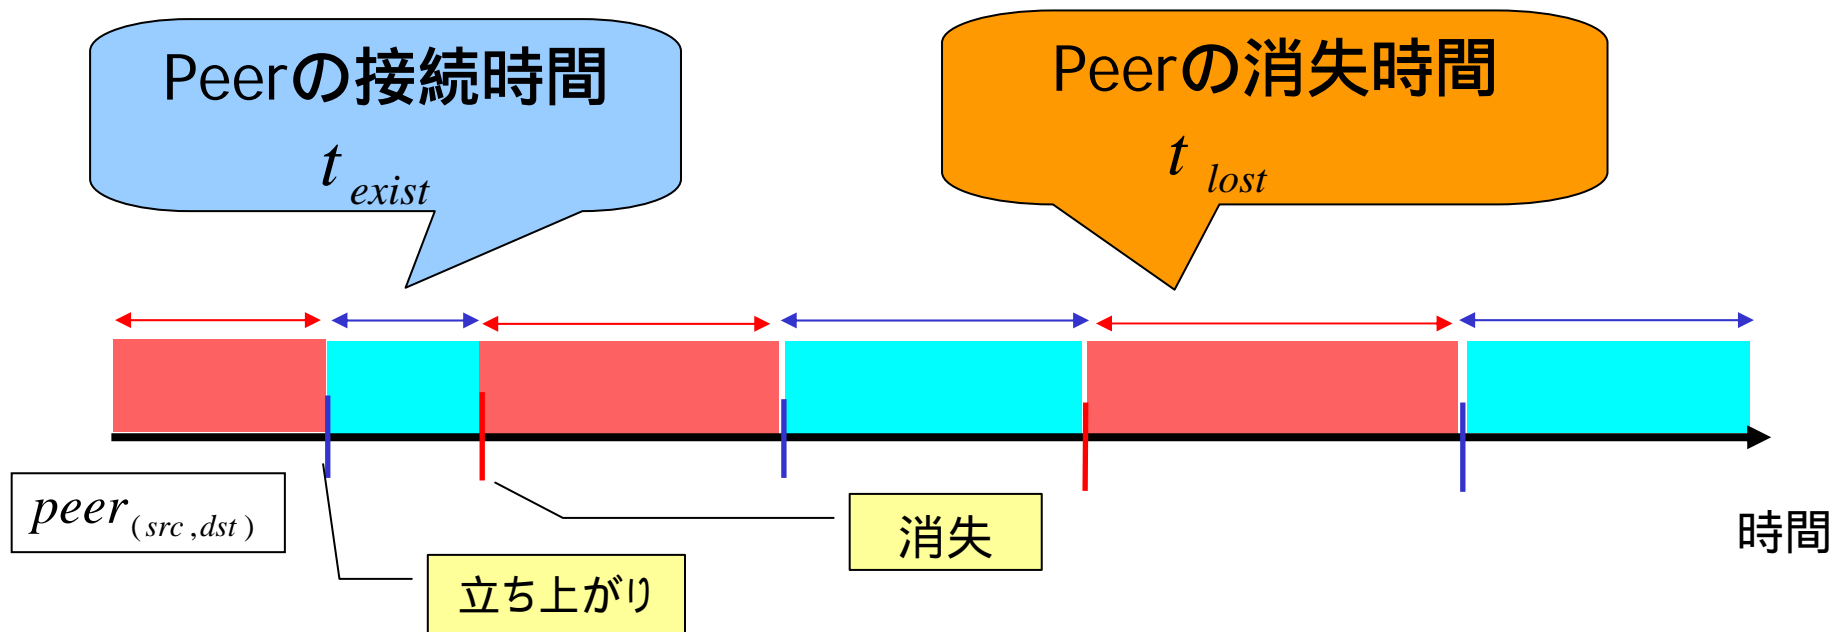 Peerの接続時間
t exist
Peerの消失時間
t lost
peer(src,dst)
消失
時間
立ち上がり